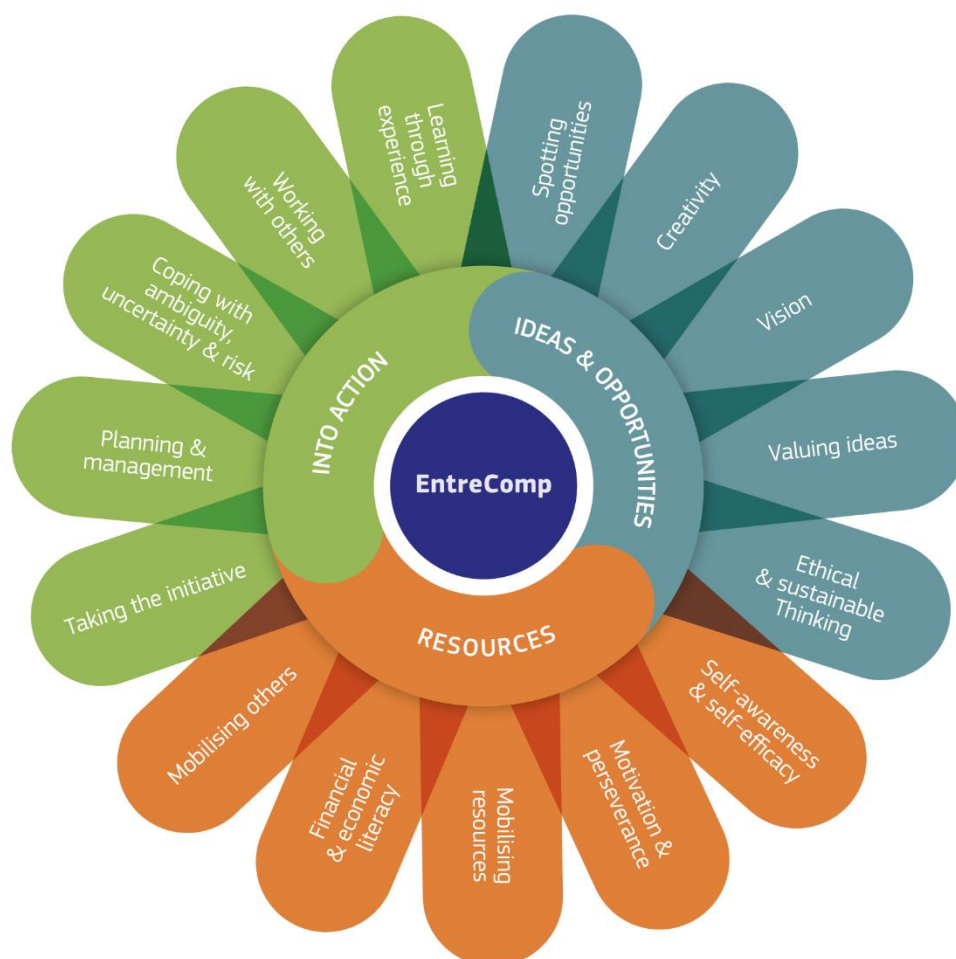 EntreComp
IDEAS & OPPORTUNITIES
Spotting
opportunities
Creativity
Vision
Valuing ideas
Ethical
& sustainable
Thinking
RESOURCES
Self-awareness
& self-efficacy
Motivation &
perseverance
Mobilising
resources
Financial
& economic
literacy
Mobilising others
INTO ACTION
Taking the initiative
Planning &
management
Coping with
ambiguity,
uncertainty & risk
Working
with others
Learning
through
experience